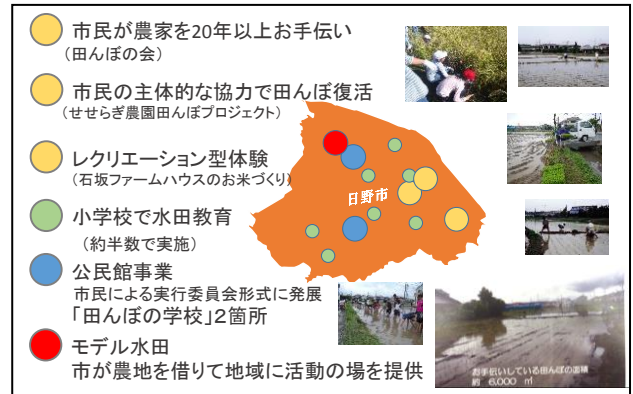 市民が農家を20年以上お手伝い
(田んぼの会)
市民の主体的な協力で田んぼ復活
(せせらぎ農園田んぼプロジェクト)
レクリエーション型体験
(石坂ファームハウスのお米づくり)
小学校で水田教育
(約半数で実施)
公民館事業
市民による実行委員会形式に発展
「田んぼの学校」2箇所
モデル水田
市が農地を借りて地域に活動の場を提供
日野市
お手伝いしている田んぼの面積
約 6,000 ㎡